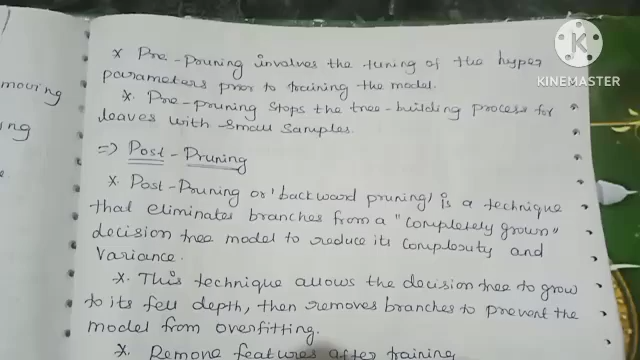 * Pre-Pruning involves the tuning of the hyper
parameters prior to training the model.
* Pre-pruning stops the tree-building process for
leaves with small samples.
=> Post-Pruning
* Post-Pruning or 'backward pruning' is a technique
that eliminates branches from a "completely grown"
decision tree model to reduce its complexity and
variance.
* This technique allows the decision tree to grow
to its full depth, then removes branches to prevent the
model from overfitting.
* Remove features after training
moving
ing
KINEMASTER